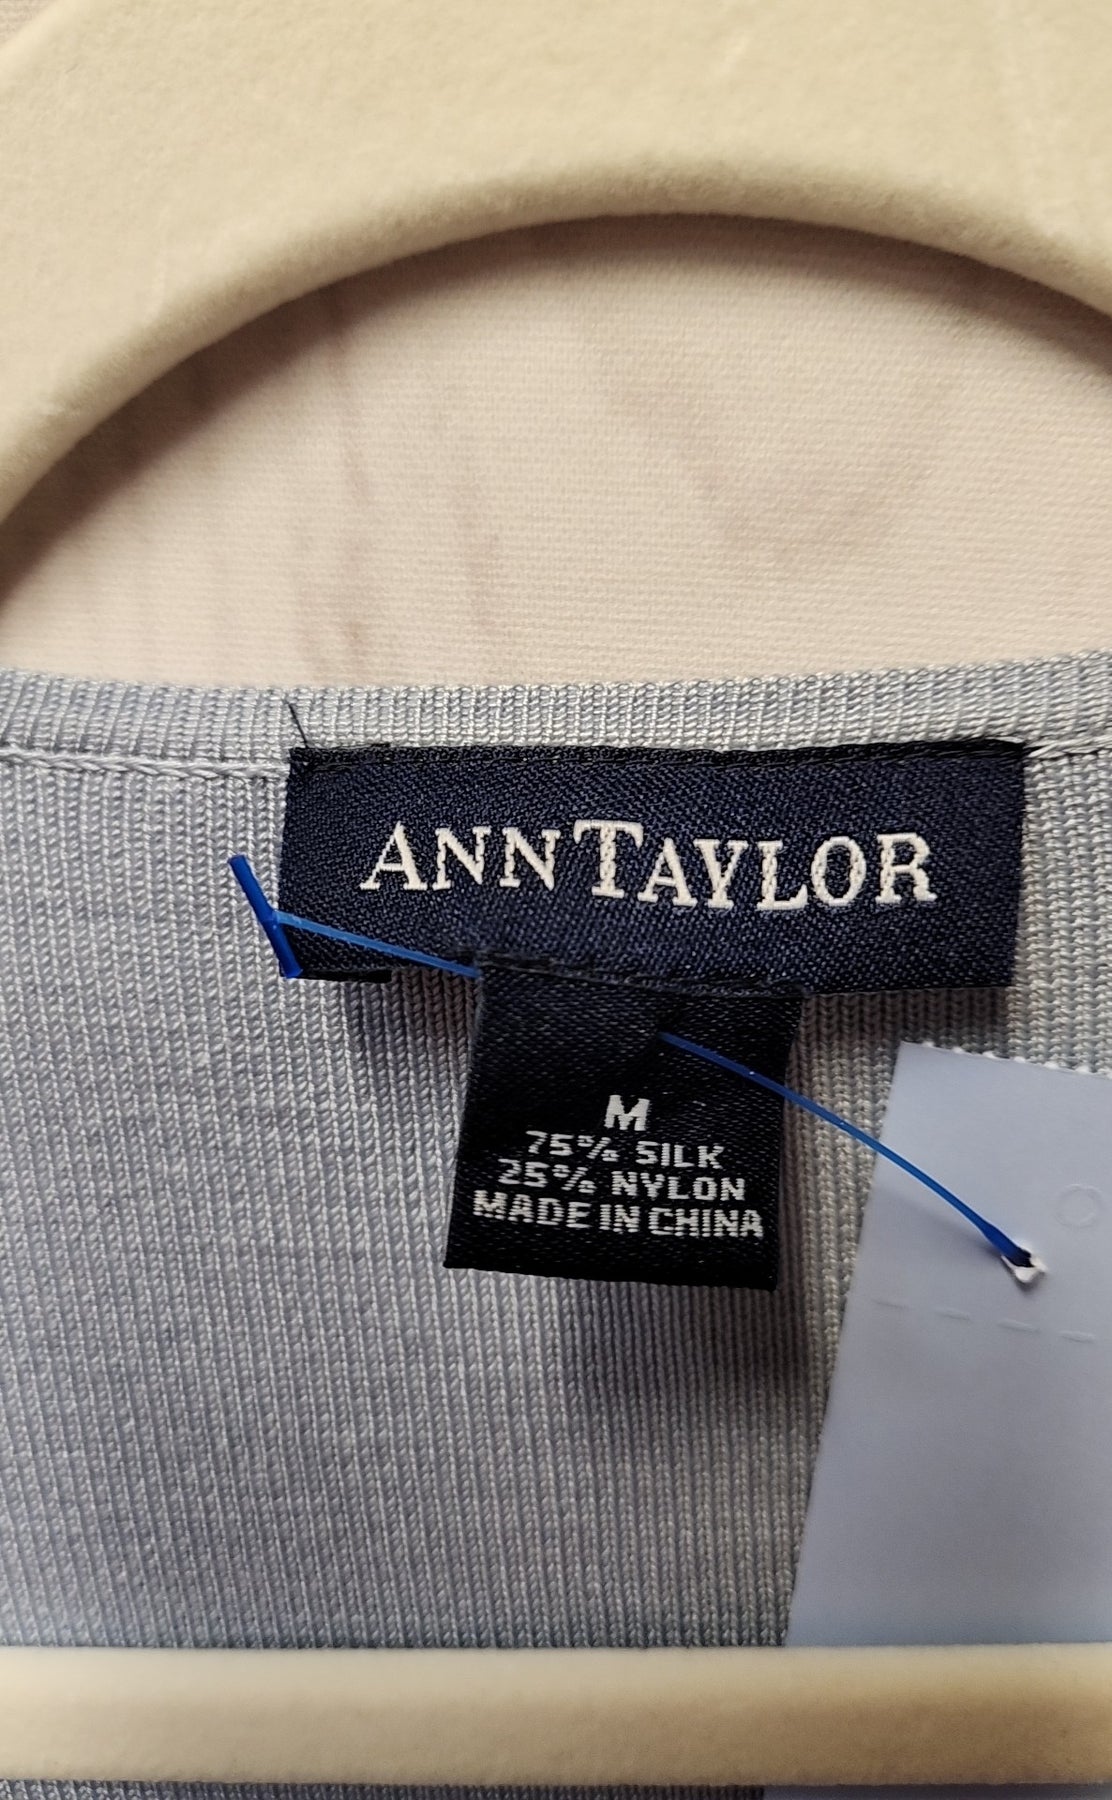 ANNTAYLOR
M
75% SILK
25% NYLON
MADE IN CHINA